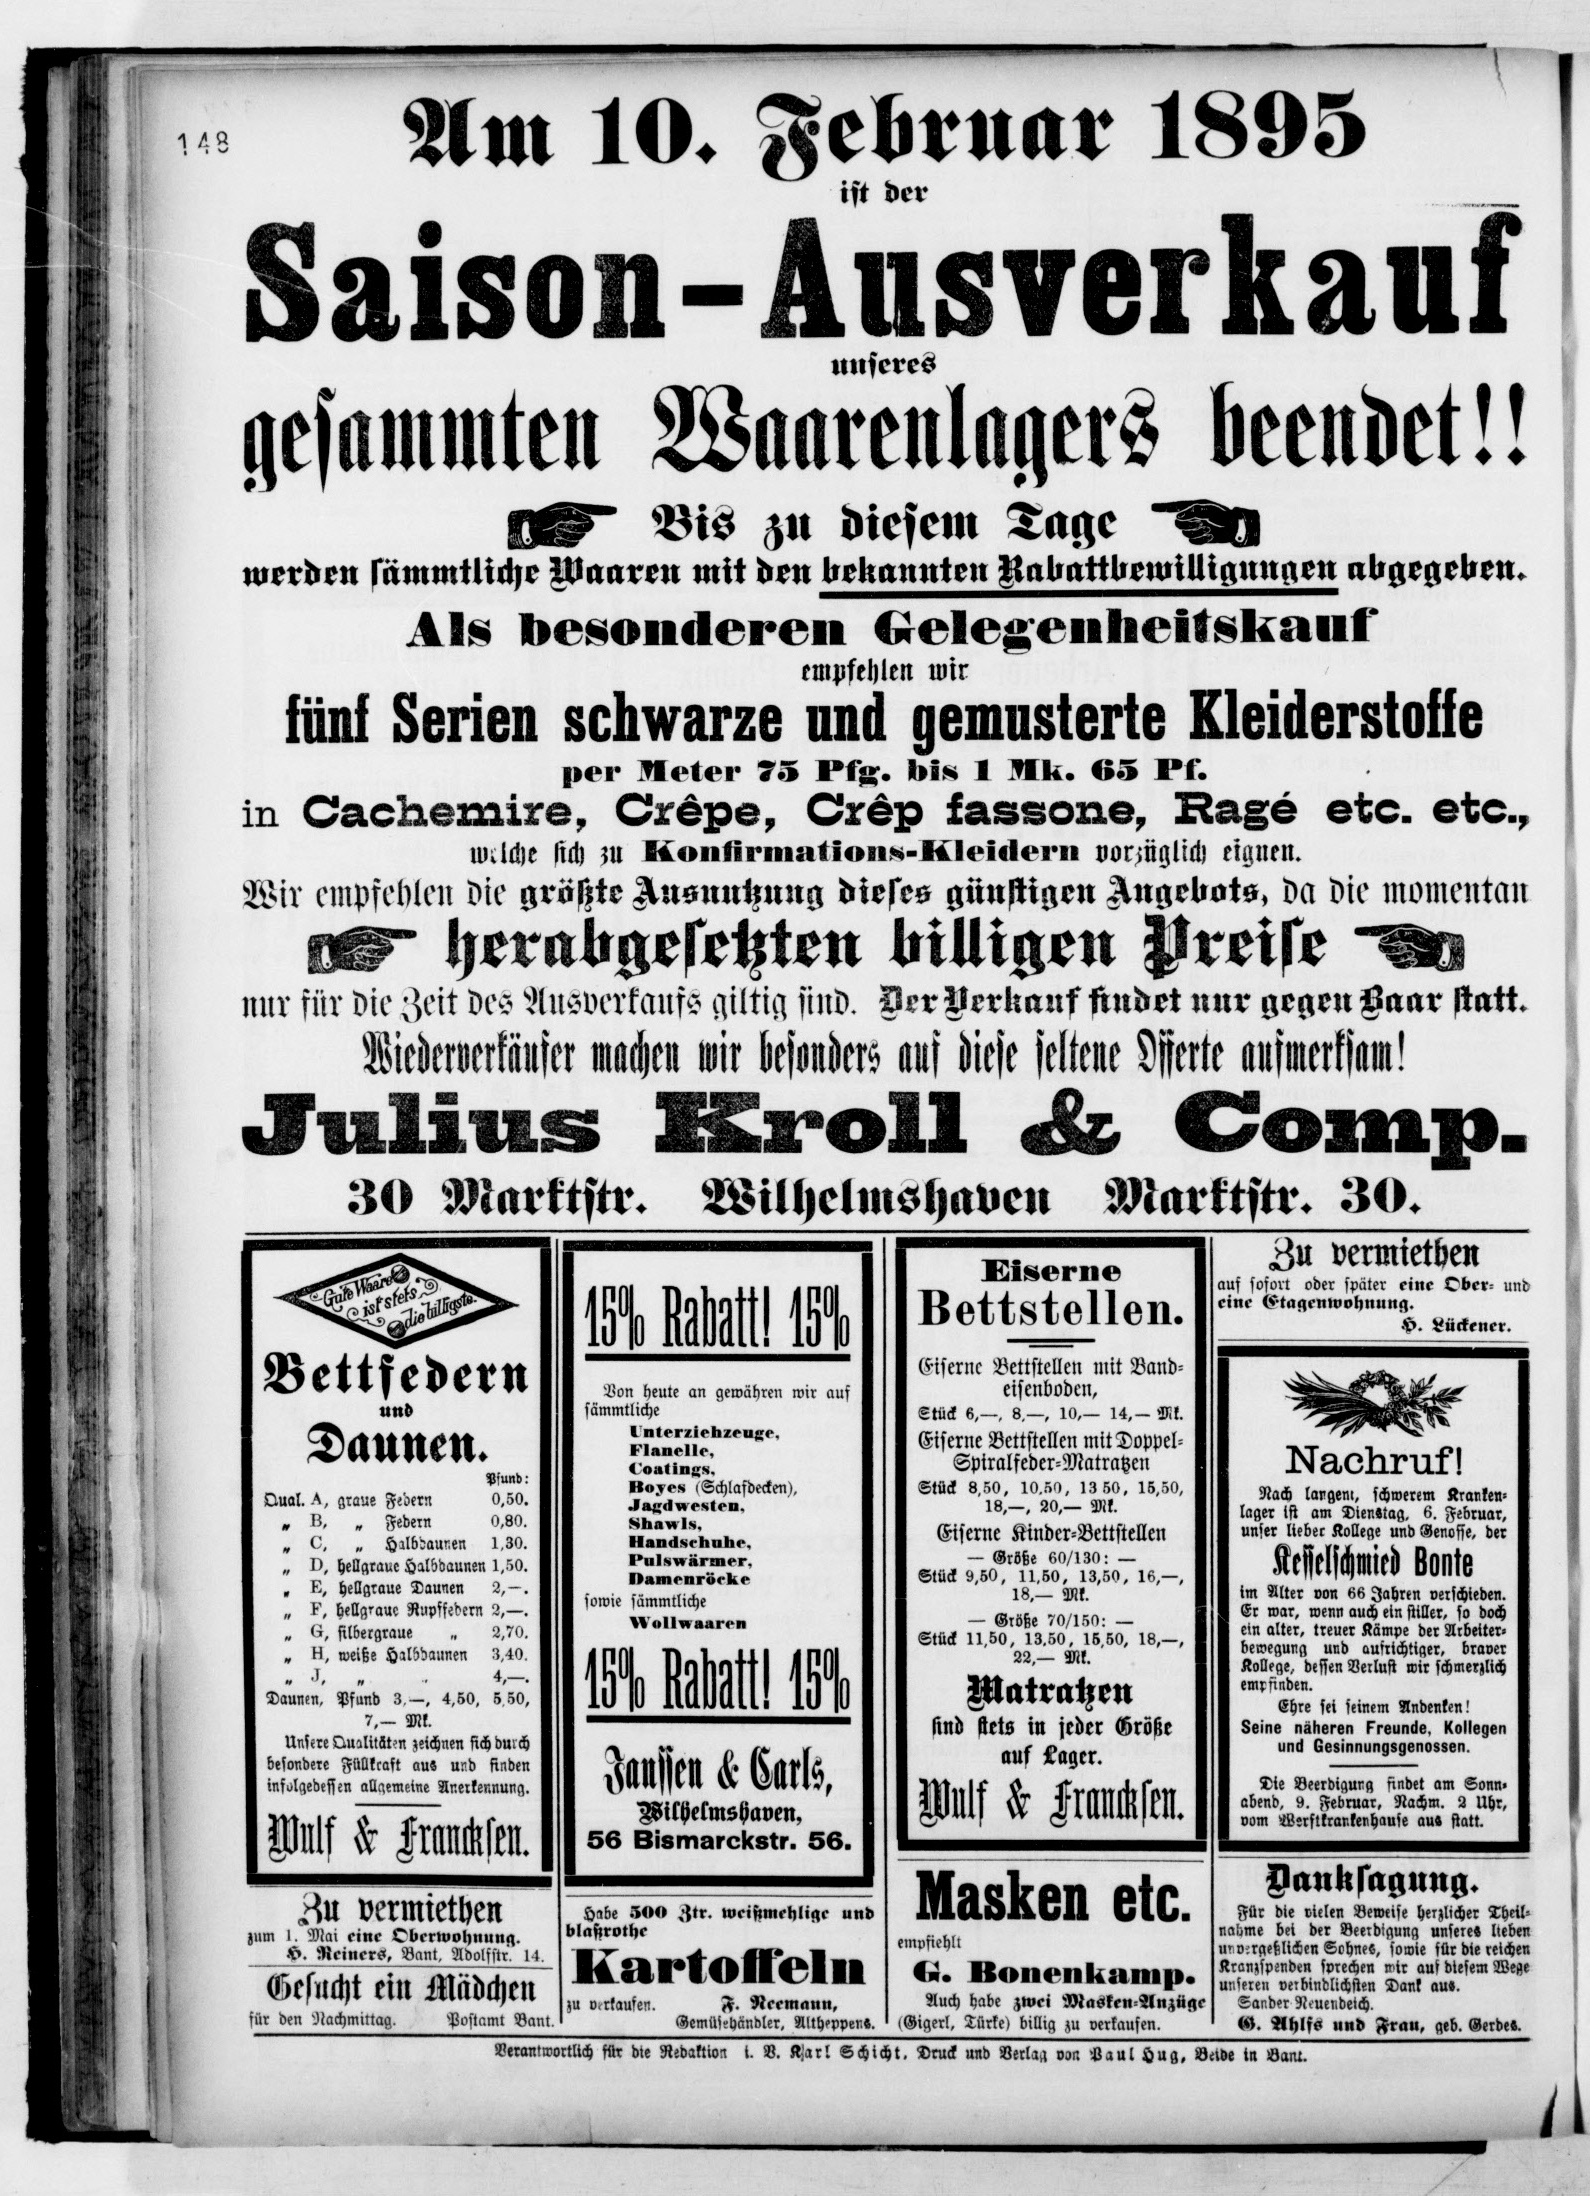 148
Am 10. Februar 1895
ist der
Saison-Ausverkauf
unseres
gesammten Waarenlagers beendet!!
Bis zu diesem Tage
werden sämmtliche Waaren mit den bekannten Rabattbewilligungen abgegeben.
Als besonderen Gelegenheitskauf
empfehlen wir
fünf Serien schwarze und gemusterte Kleiderstoffe
per Meter 75 Pfg. bis 1 Mk. 65 Pf.
in Cachemire, Crêpe, Crêp fassone, Ragé etc. etc.,
welche sich zu Konfirmations-Kleidern vorzüglich eignen.
Wir empfehlen die größte Ausnutzung dieses günstigen Angebots, da die momentan
herabgesetzten billigen Preise
nur für die Zeit des Ausverkaufs giltig sind. Der Verkauf findet nur gegen Baar statt.
Wiederverkäufer machen wir besonders auf diese seltene Offerte aufmerksam!
Julius Kroll & Comp.
30 Marktstr. Wilhelmshaven Marktstr. 30.
Gute Waare
ist stets
die billigste.
Bettfedern
und
Daunen.
Pfund:
Qual. A, graue Federn 0,50.
„ B, „ Federn 0,80.
„ C, „ Halbdaunen 1,30.
„ D, hellgraue Halbdaunen 1,50.
„ E, hellgraue Daunen 2,—.
„ F, hellgraue Rupffedern 2,—.
„ G, silbergraue „ 2,70.
„ H, weiße Halbdaunen 3,40.
„ J, „ „ 4,—.
Daunen, Pfund 3,—, 4,50, 5,50,
7,— Mk.
Unsere Qualitäten zeichnen sich durch
besondere Füllkraft aus und finden
infolgedessen allgemeine Anerkennung.
Wulf & Francksen.
Zu vermiethen
zum 1. Mai eine Oberwohnung.
H. Reiners, Bant, Adolfstr. 14.
Gesucht ein Mädchen
für den Nachmittag. Postamt Bant.
15% Rabatt! 15%
Von heute an gewähren wir auf
sämmtliche
Unterziehzeuge,
Flanelle,
Coatings,
Boyes (Schlafdecken),
Jagdwesten,
Shawls,
Handschuhe,
Pulswärmer,
Damenröcke
sowie sämmtliche
Wollwaaren
15% Rabatt! 15%
Janssen & Carls,
Wilhelmshaven,
56 Bismarckstr. 56.
Habe 500 Ztr. weißmehlige und
blaßrothe
Kartoffeln
zu verkaufen. F. Reemann,
Gemüsehändler, Altheppens.
Eiserne
Bettstellen.
Eiserne Bettstellen mit Band-
eisenboden,
Stück 6,—, 8,—, 10,— 14,— Mk.
Eiserne Bettstellen mit Doppel-
Spiralfeder-Matratzen
Stück 8,50, 10,50, 13 50, 15,50,
18,—, 20,— Mk.
Eiserne Kinder-Bettstellen
— Größe 60/130: —
Stück 9,50, 11,50, 13,50, 16,—,
18,— Mk.
— Größe 70/150: —
Stück 11,50, 13,50, 15,50, 18,—,
22,— Mk.
Matratzen
sind stets in jeder Größe
auf Lager.
Wulf & Francksen.
Masken etc.
empfiehlt
G. Bonenkamp.
Auch habe zwei Masken-Anzüge
(Gigerl, Türke) billig zu verkaufen.
Zu vermiethen
auf sofort oder später eine Ober- und
eine Etagenwohnung.
H. Lückener.
Nachruf!
Nach langem, schwerem Kranken-
lager ist am Dienstag, 6. Februar,
unser lieber Kollege und Genosse, der
Kesselschmied Bonte
im Alter von 66 Jahren verschieden.
Er war, wenn auch ein stiller, so doch
ein alter, treuer Kämpe der Arbeiter-
bewegung und aufrichtiger, braver
Kollege, dessen Verlust wir schmerzlich
empfinden.
Ehre sei seinem Andenken!
Seine näheren Freunde, Kollegen
und Gesinnungsgenossen.
Die Beerdigung findet am Sonn-
abend, 9. Februar, Nachm. 2 Uhr,
vom Werftkrankenhause aus statt.
Danksagung.
Für die vielen Beweise herzlicher Theil-
nahme bei der Beerdigung unseres lieben
unvergeßlichen Sohnes, sowie für die reichen
Kranzspenden sprechen wir auf diesem Wege
unseren verbindlichsten Dank aus.
Sander-Neuendeich.
G. Ahlfs und Frau, geb. Gerdes.
Verantwortlich für die Redaktion i. V. Karl Schicht. Druck und Verlag von Paul Hug, Beide in Bant.